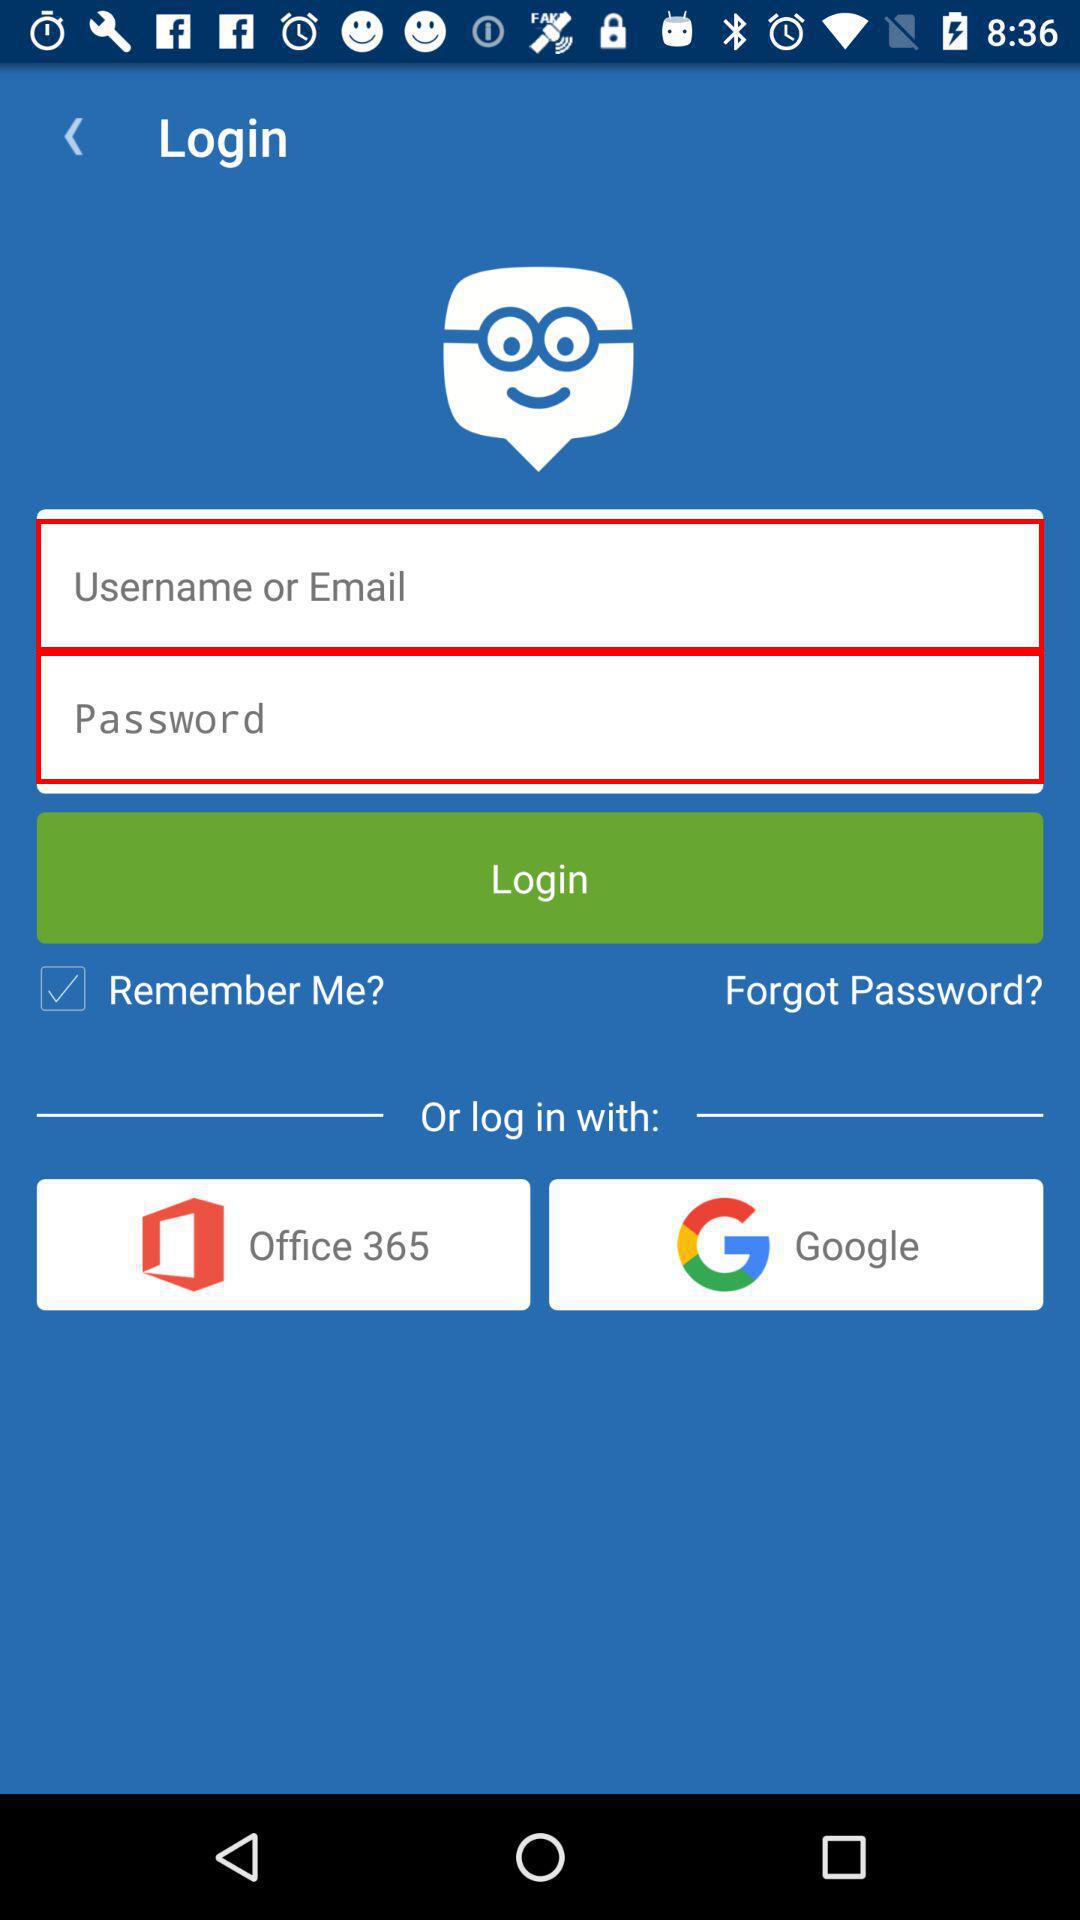 FAKE
8:36
Login
Username or Email
Password
Login
Remember Me?
Forgot Password?
Or log in with:
Office 365
Google